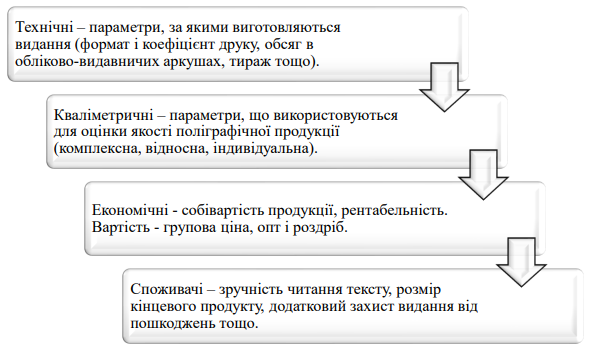 Технічні – параметри, за якими виготовляються
видання (формат і коефіцієнт друку, обсяг в
обліково-видавничих аркушах, тираж тощо).
Кваліметричні – параметри, що використовуються
для оцінки якості поліграфічної продукції
(комплексна, відносна, індивідуальна).
Економічні - собівартість продукції, рентабельність.
Вартість - групова ціна, опт і роздріб.
Споживачі – зручність читання тексту, розмір
кінцевого продукту, додатковий захист видання від
пошкоджень тощо.